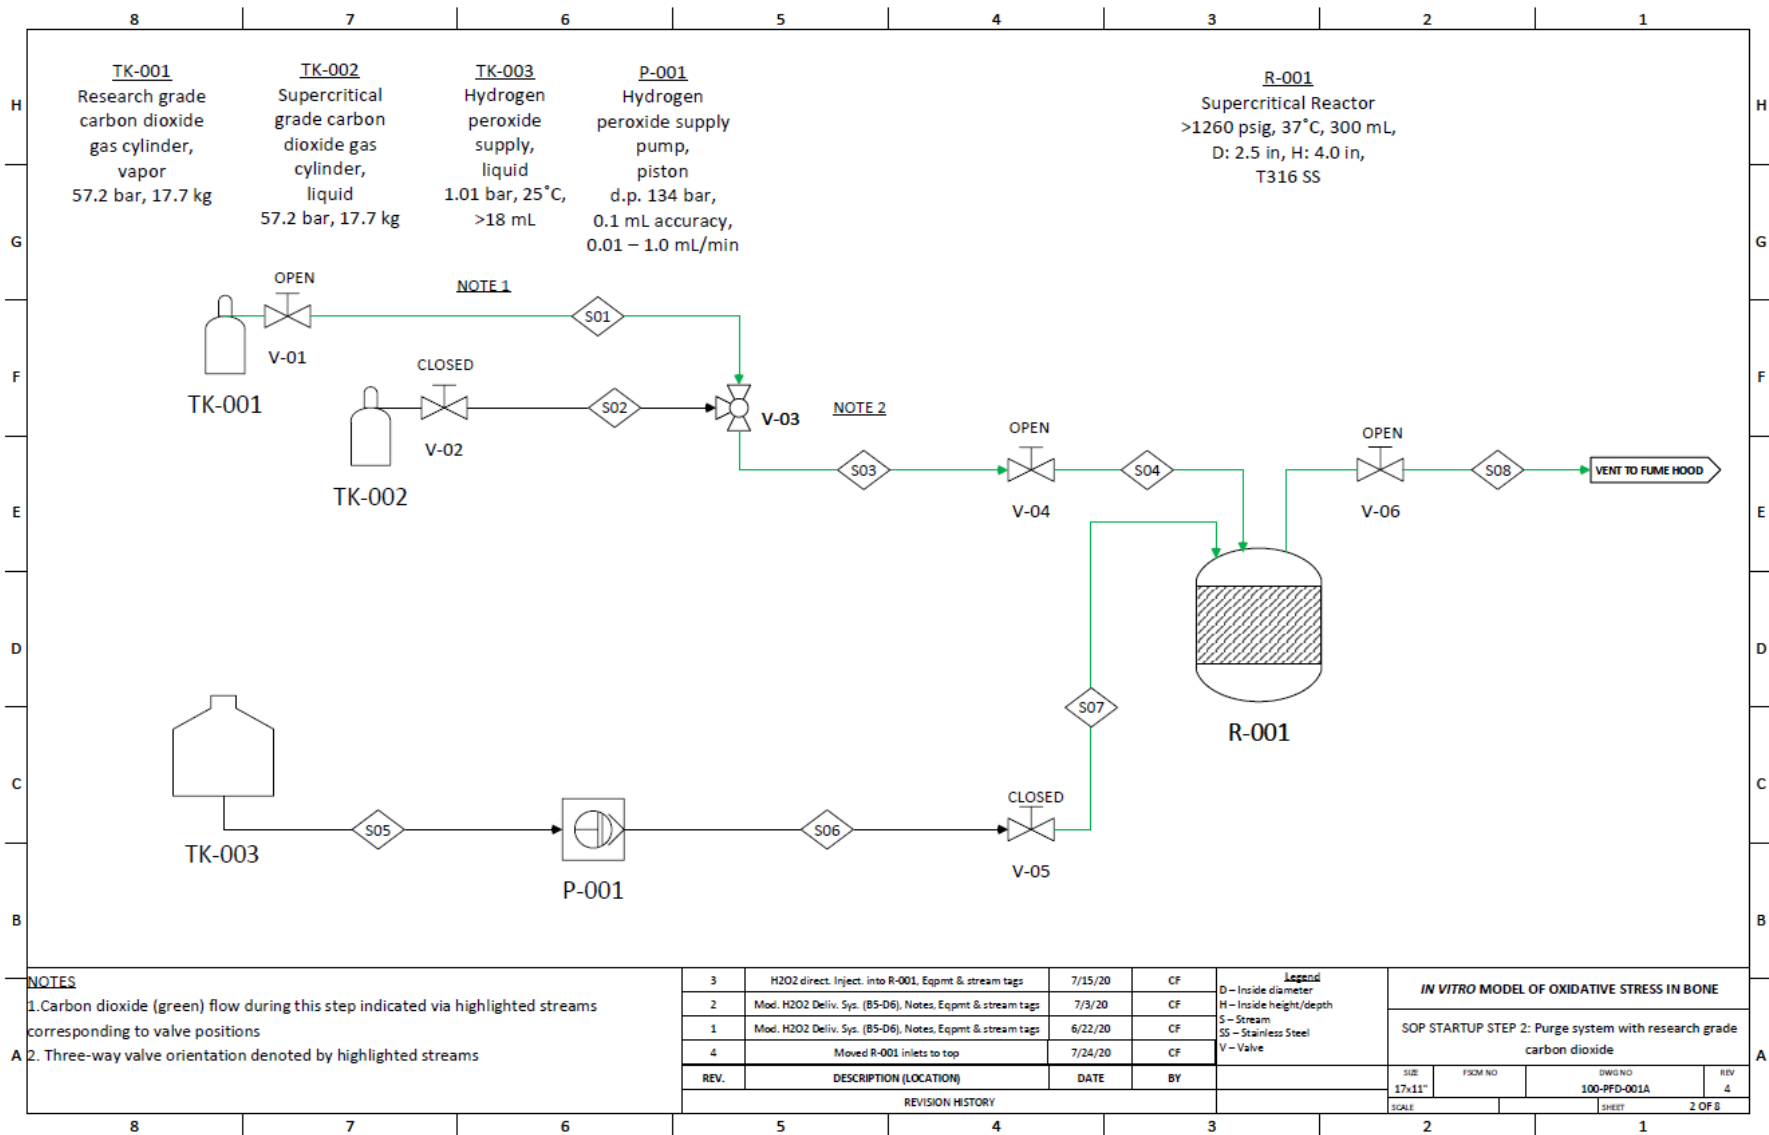 8 7 6 5 4 3 2 1
H
G
F
E
D
C
B
A
TK-001
Research grade
carbon dioxide
gas cylinder,
vapor
57.2 bar, 17.7 kg
TK-002
Supercritical
grade carbon
dioxide gas
cylinder,
liquid
57.2 bar, 17.7 kg
TK-003
Hydrogen
peroxide
supply,
liquid
1.01 bar, 25˚C,
>18 mL
P-001
Hydrogen
peroxide supply
pump,
piston
d.p. 134 bar,
0.1 mL accuracy,
0.01 – 1.0 mL/min
R-001
Supercritical Reactor
>1260 psig, 37˚C, 300 mL,
D: 2.5 in, H: 4.0 in,
T316 SS
H
G
F
E
D
C
B
A
OPEN
NOTE 1
S01
V-01
TK-001
CLOSED
S02
V-02
TK-002
V-03
NOTE 2
S03
OPEN
V-04
S04
OPEN
V-06
S08
VENT TO FUME HOOD
R-001
S07
TK-003
S05
P-001
S06
CLOSED
V-05
NOTES
1.Carbon dioxide (green) flow during this step indicated via highlighted streams
corresponding to valve positions
2. Three-way valve orientation denoted by highlighted streams
3 H2O2 direct. Inject. into R-001, Eqpmt & stream tags 7/15/20 CF
2 Mod. H2O2 Deliv. Sys. (B5-D6), Notes, Eqpmt & stream tags 7/3/20 CF
1 Mod. H2O2 Deliv. Sys. (B5-D6), Notes, Eqpmt & stream tags 6/22/20 CF
4 Moved R-001 inlets to top 7/24/20 CF
REV. DESCRIPTION (LOCATION) DATE BY
REVISION HISTORY
Legend
D – Inside diameter
H – Inside height/depth
S – Stream
SS – Stainless Steel
V – Valve
IN VITRO MODEL OF OXIDATIVE STRESS IN BONE
SOP STARTUP STEP 2: Purge system with research grade
carbon dioxide
SIZE FSCM NO DWG NO REV
17x11" 100-PFD-001A 4
SCALE SHEET 2 OF 8
8 7 6 5 4 3 2 1